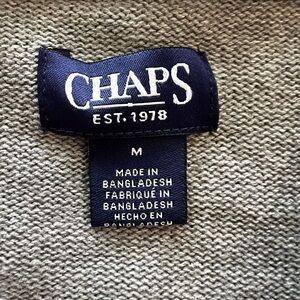 CHAPS
EST. 1978
M
MADE IN
BANGLADESH
FABRIQUÉ IN
BANGLADESH
HECHO EN